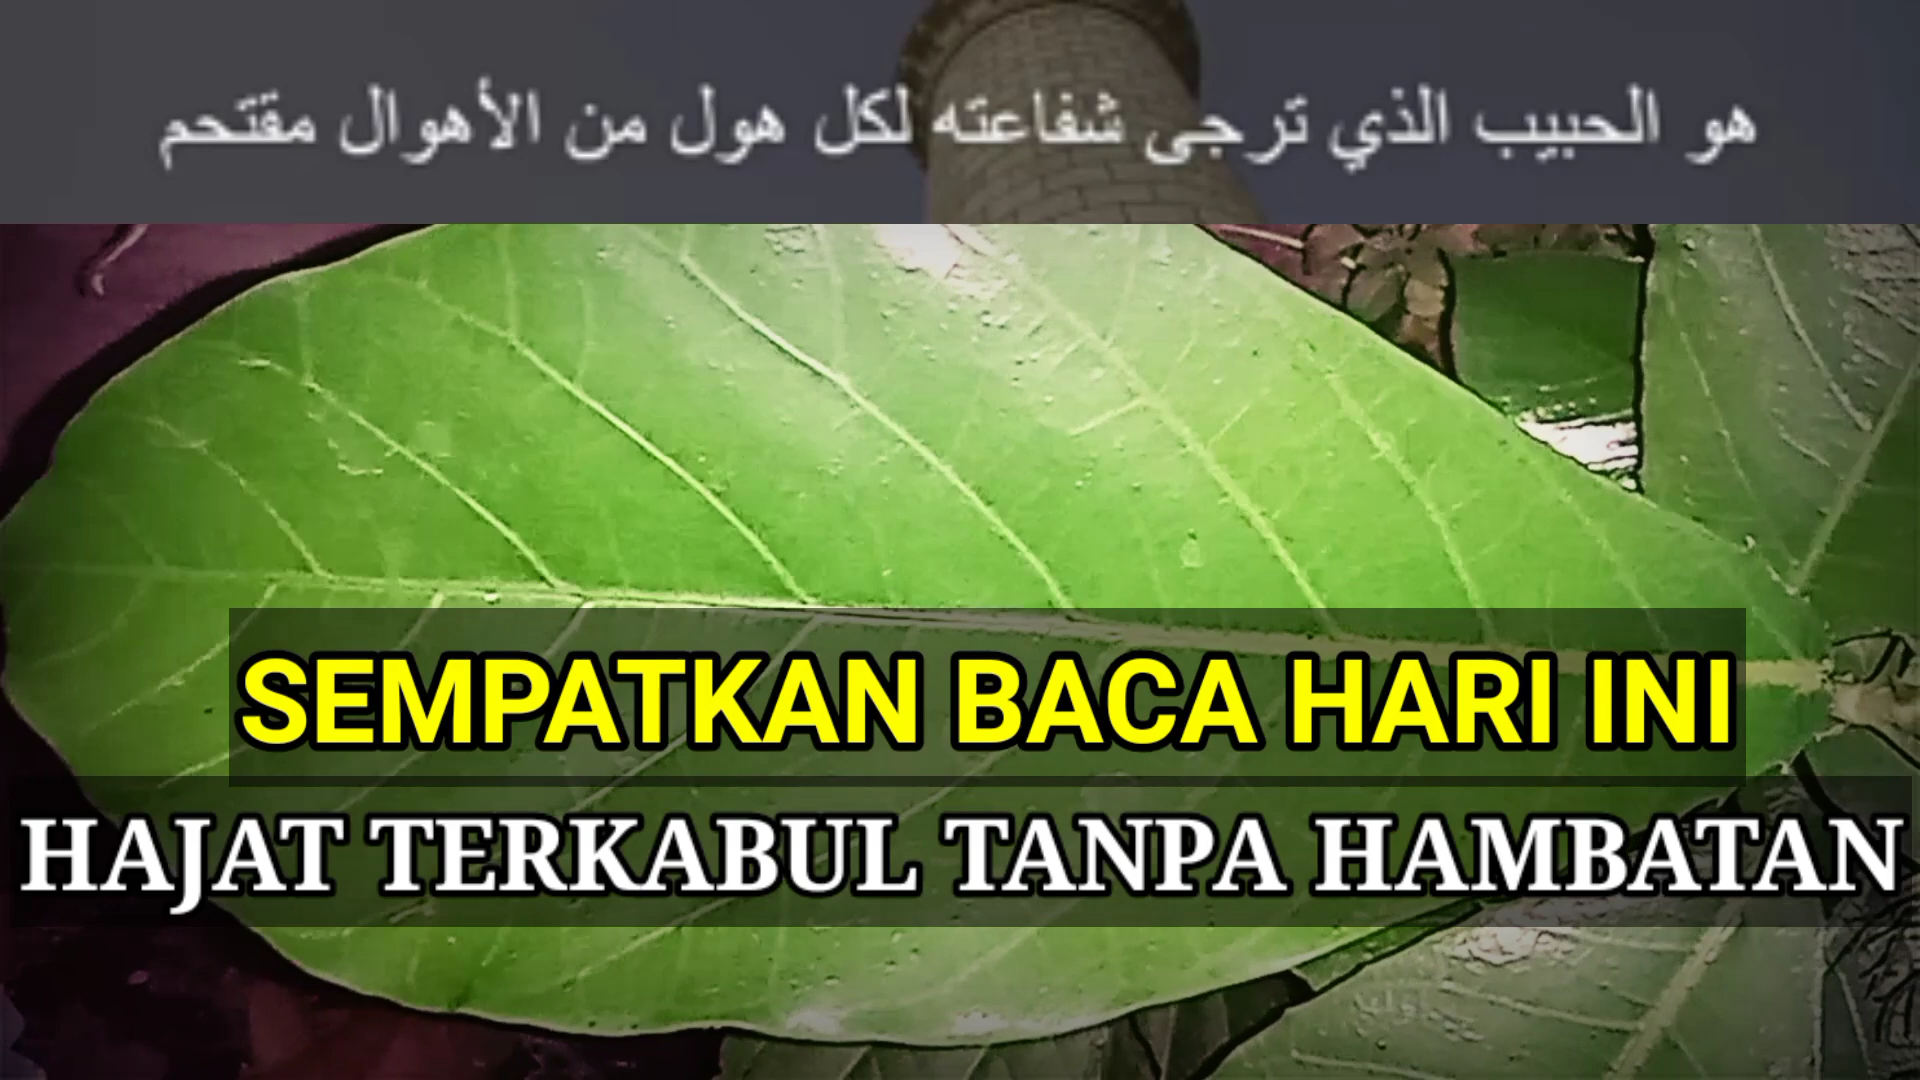 هو الحبيب الذي ترجى شفاعته لكل هول من الأهوال مقتحم
SEMPATKAN BACA HARI INI
HAJAT TERKABUL TANPA HAMBATAN